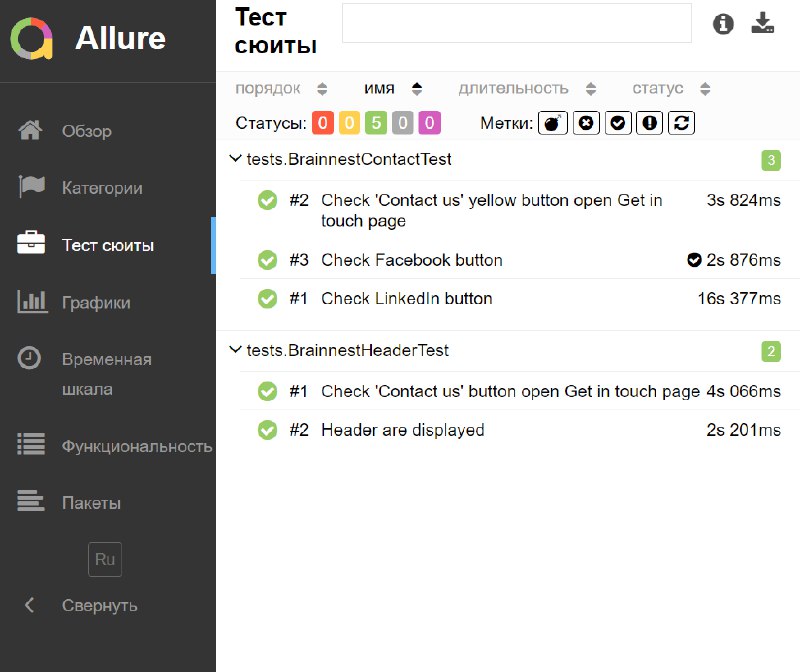 Allure
Обзор
Категории
Тест сюиты
Графики
Временная
шкала
Функциональность
Пакеты
Ru
Свернуть
Тест
сюиты
порядок имя длительность статус
Статусы: 0 0 5 0 0 Метки:
tests.BrainnestContactTest 3
#2 Check 'Contact us' yellow button open Get in 3s 824ms
touch page
#3 Check Facebook button 2s 876ms
#1 Check LinkedIn button 16s 377ms
tests.BrainnestHeaderTest 2
#1 Check 'Contact us' button open Get in touch page 4s 066ms
#2 Header are displayed 2s 201ms